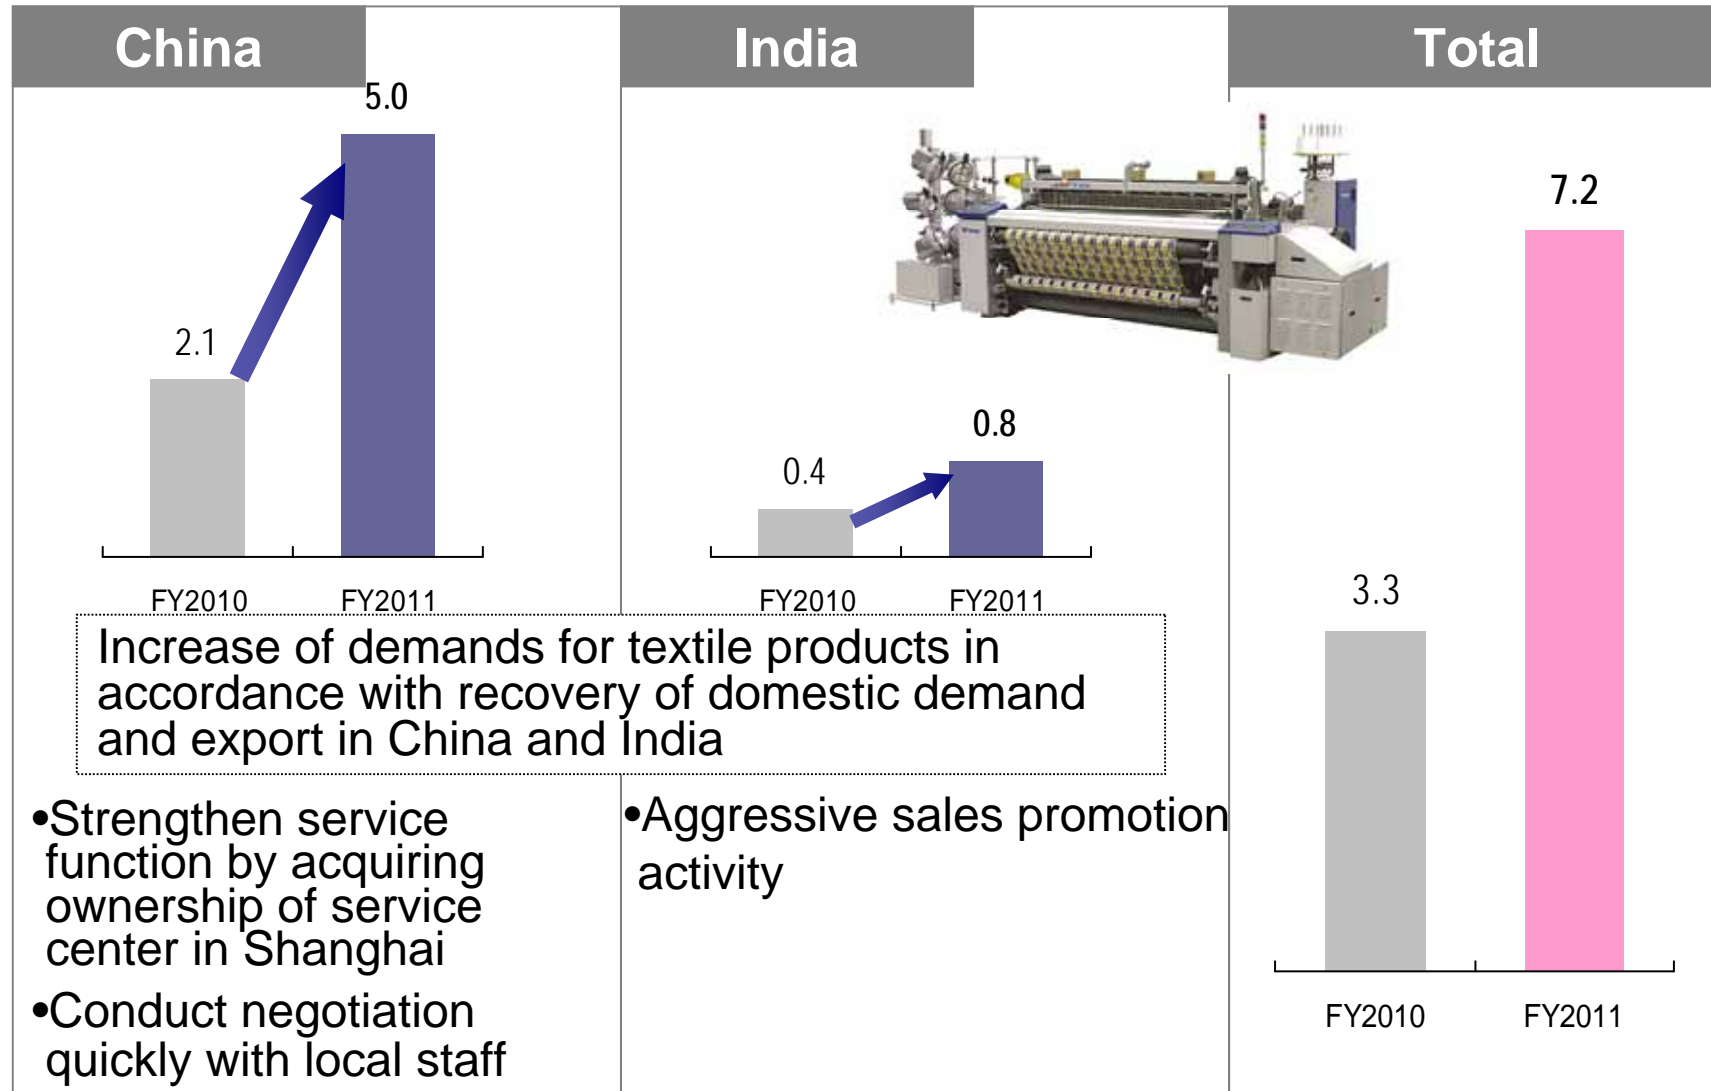 China
India
Total
5.0
2.1
FY2010
FY2011
0.8
0.4
FY2010
FY2011
7.2
3.3
FY2010
FY2011
Increase of demands for textile products in
accordance with recovery of domestic demand
and export in China and India
•Strengthen service
function by acquiring
ownership of service
center in Shanghai
•Conduct negotiation
quickly with local staff
•Aggressive sales promotion
activity